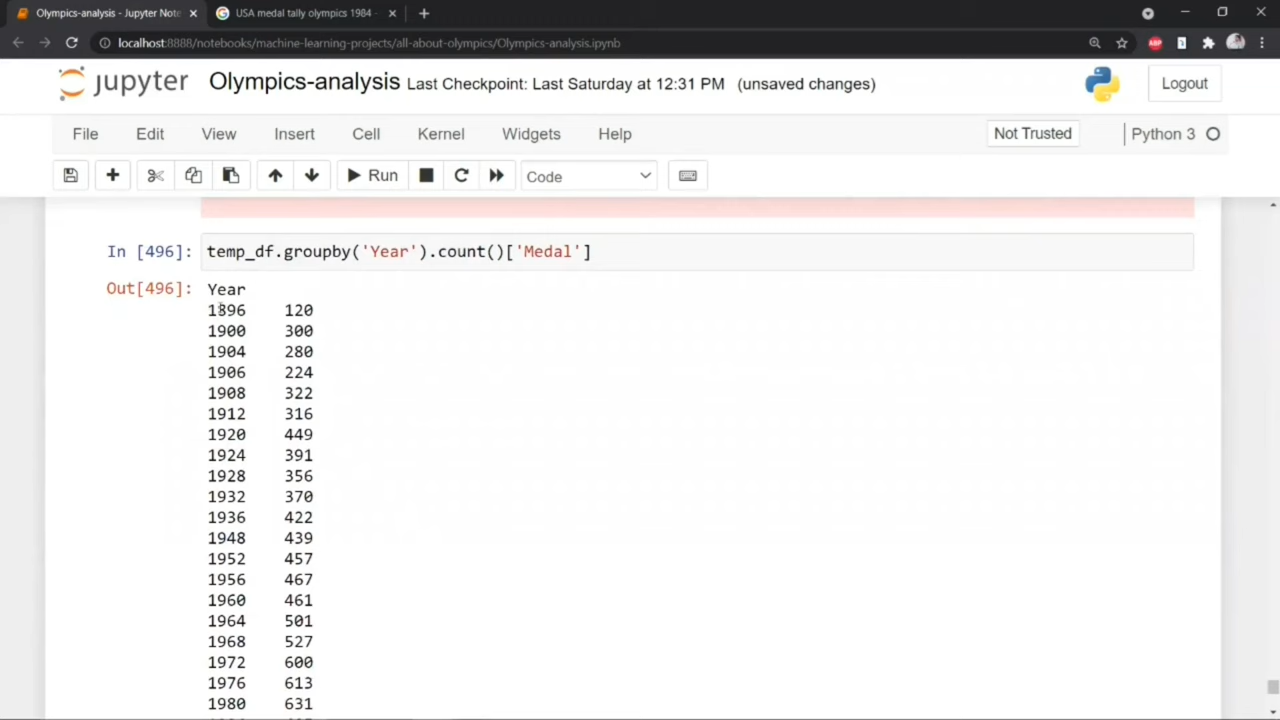 Olympics-analysis - Jupyter Note
USA medal tally olympics 1984 -
localhost:8888/notebooks/machine-learning-projects/all-about-olympics/Olympics-analysis.ipynb
ABP
jupyter Olympics-analysis Last Checkpoint: Last Saturday at 12:31 PM (unsaved changes)
Logout
File Edit View Insert Cell Kernel Widgets Help
Not Trusted
Python 3
Run
Code
In [496]: temp_df.groupby('Year').count()['Medal']
Out[496]: Year
1896 120
1900 300
1904 280
1906 224
1908 322
1912 316
1920 449
1924 391
1928 356
1932 370
1936 422
1948 439
1952 457
1956 467
1960 461
1964 501
1968 527
1972 600
1976 613
1980 631